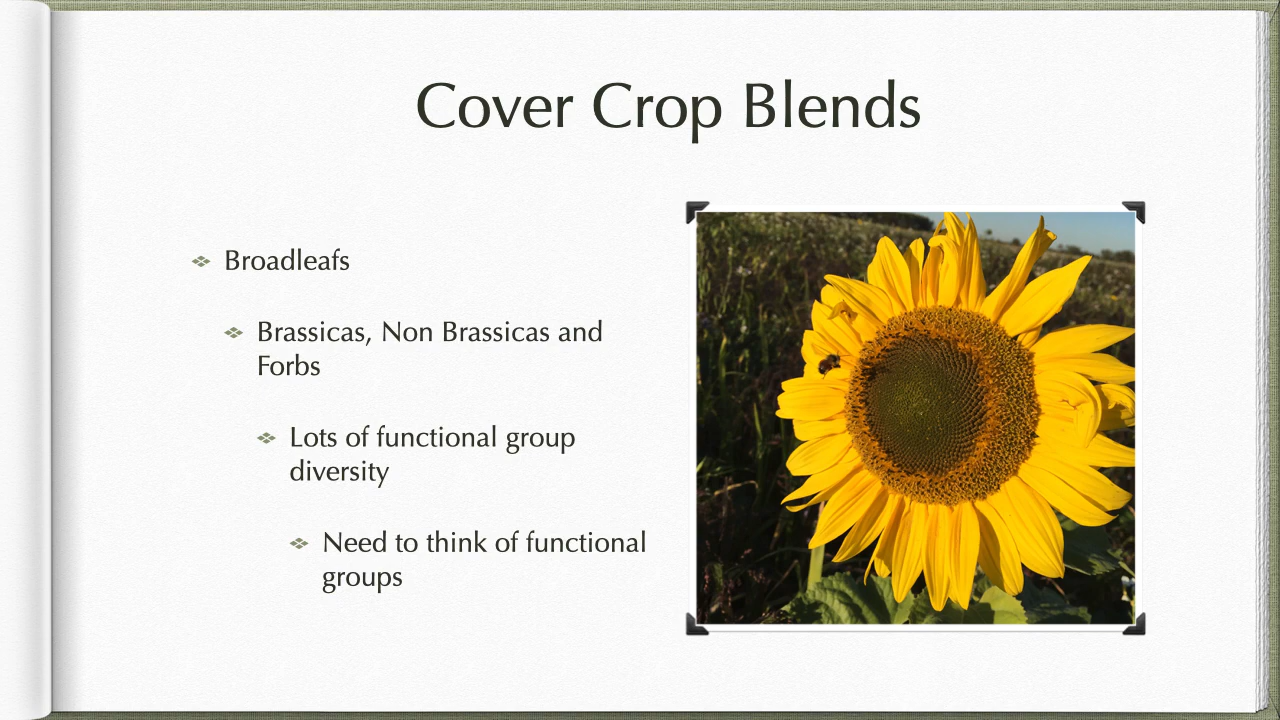 Cover Crop Blends
Broadleafs
Brassicas, Non Brassicas and
Forbs
Lots of functional group
diversity
Need to think of functional
groups